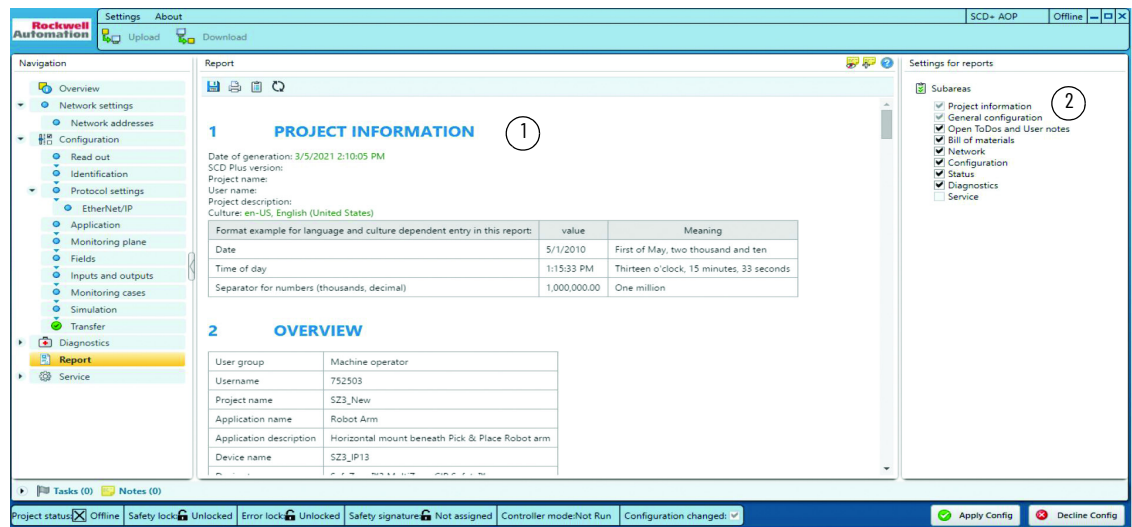 Rockwell
Automation
Settings About
SCD+ AOP
Offline
Upload Download
Navigation
Overview
Network settings
Network addresses
Configuration
Read out
Identification
Protocol settings
EtherNet/IP
Application
Monitoring plane
Fields
Inputs and outputs
Monitoring cases
Simulation
Transfer
Diagnostics
Report
Service
Report
1 PROJECT INFORMATION
1
Date of generation: 3/5/2021 2:10:05 PM
SCD Plus version:
Project name:
User name:
Project description:
Culture: en-US, English (United States)
Format example for language and culture dependent entry in this report: value Meaning
Date 5/1/2010 First of May, two thousand and ten
Time of day 1:15:33 PM Thirteen o'clock, 15 minutes, 33 seconds
Separator for numbers (thousands, decimal) 1,000,000.00 One million
2 OVERVIEW
User group Machine operator
Username 752503
Project name SZ3_New
Application name Robot Arm
Application description Horizontal mount beneath Pick & Place Robot arm
Device name SZ3_IP13
Settings for reports
Subareas
2
Project information
General configuration
Open ToDos and User notes
Bill of materials
Network
Configuration
Status
Diagnostics
Service
Tasks (0) Notes (0)
Project status: Offline Safety lock: Unlocked Error lock: Unlocked Safety signature: Not assigned Controller mode:Not Run Configuration changed:
Apply Config Decline Config